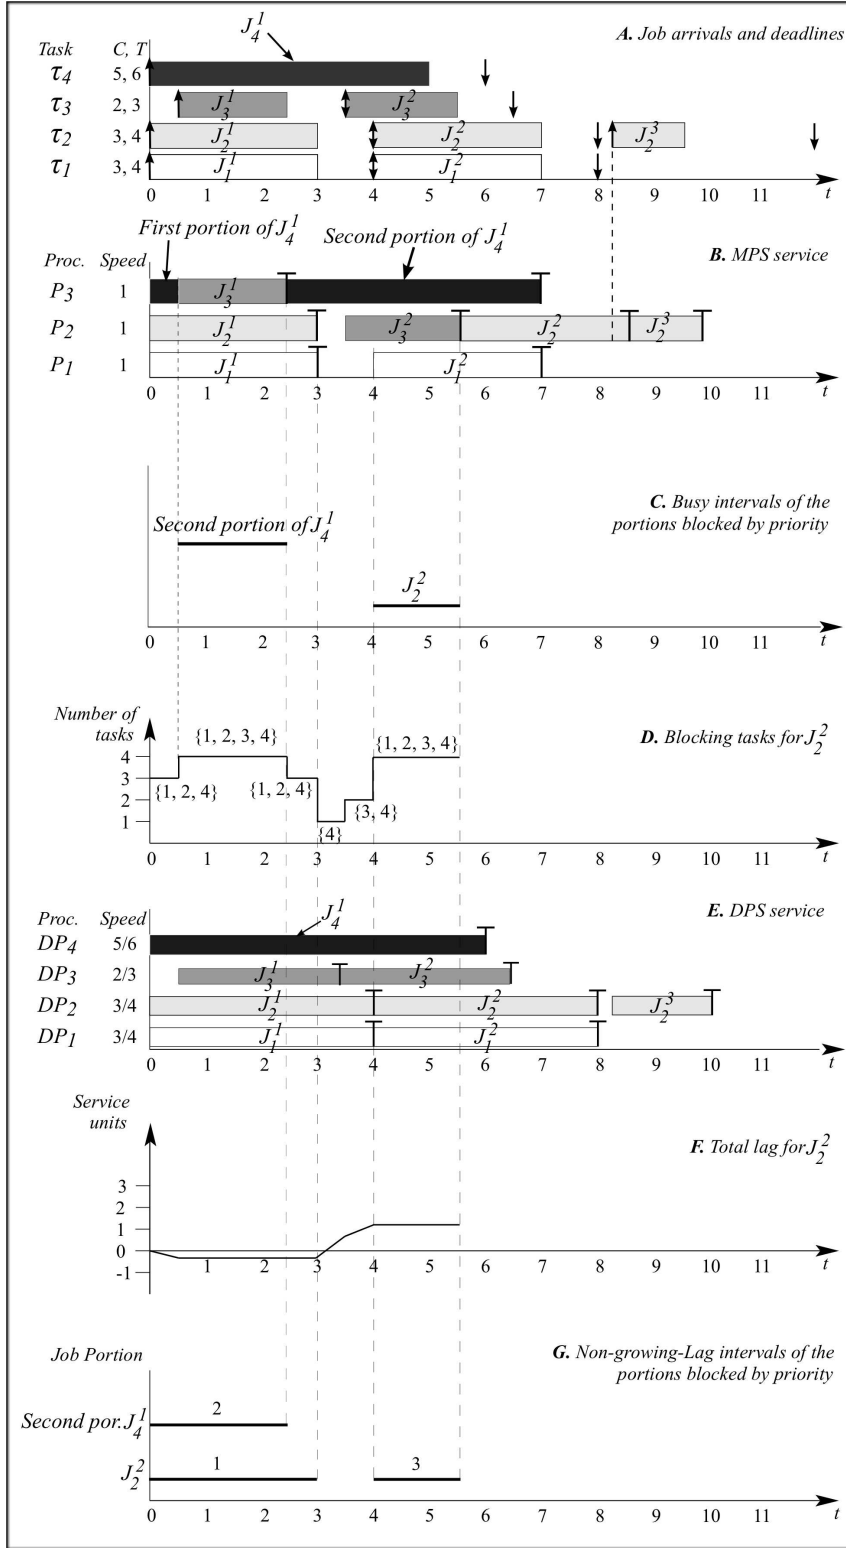 J_4^1
A. Job arrivals and deadlines
Task C, T
τ4 5, 6
τ3 2, 3 J_3^1 J_3^2
τ2 3, 4 J_2^1 J_2^2 J_2^3
τ1 3, 4 J_1^1 J_1^2
0 1 2 3 4 5 6 7 8 9 10 11 t
First portion of J_4^1
Second portion of J_4^1
B. MPS service
Proc. Speed
P3 1 J_3^1
P2 1 J_2^1 J_3^2 J_2^2 J_2^3
P1 1 J_1^1 J_1^2
0 1 2 3 4 5 6 7 8 9 10 11 t
C. Busy intervals of the
portions blocked by priority
Second portion of J_4^1
J_2^2
0 1 2 3 4 5 6 7 8 9 10 11 t
Number of
tasks
D. Blocking tasks for J_2^2
{1, 2, 3, 4} {1, 2, 3, 4}
4
3
{1, 2, 4} {1, 2, 4}
2
{3, 4}
1
{4}
0 1 2 3 4 5 6 7 8 9 10 11 t
J_4^1
E. DPS service
Proc. Speed
DP4 5/6
DP3 2/3 J_3^1 J_3^2
DP2 3/4 J_2^1 J_2^2 J_2^3
DP1 3/4 J_1^1 J_1^2
0 1 2 3 4 5 6 7 8 9 10 11 t
Service
units
F. Total lag for J_2^2
3
2
1
0
-1
1 2 3 4 5 6 7 8 9 10 11 t
G. Non-growing-Lag intervals of the
portions blocked by priority
Job Portion
Second por. J_4^1 2
J_2^2 1 3
0 1 2 3 4 5 6 7 8 9 10 11 t